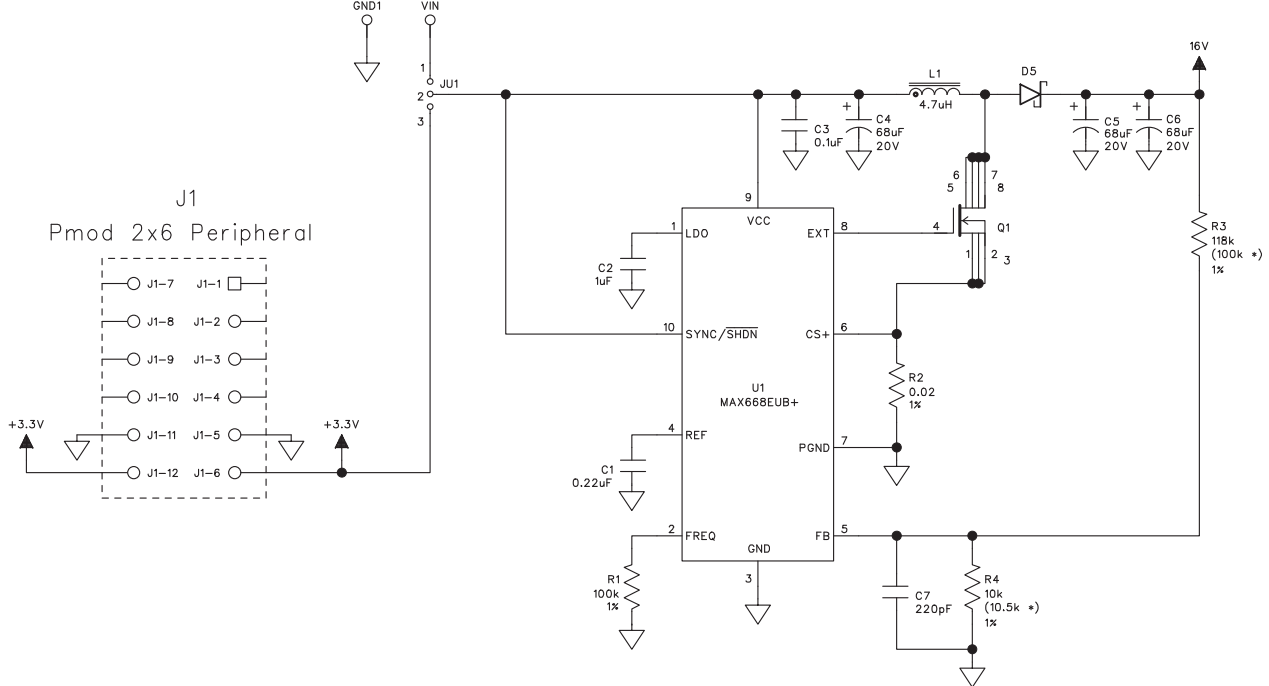 GND1
VIN
1
JU1
2
3
16V
L1
4.7uH
D5
+
C3
0.1uF
+
C4
68uF
20V
+
C5
68uF
20V
+
C6
68uF
20V
J1
Pmod 2x6 Peripheral
J1-7
J1-1
J1-8
J1-2
J1-9
J1-3
J1-10
J1-4
J1-11
J1-5
J1-12
J1-6
+3.3V
+3.3V
9
VCC
1
LDO
C2
1uF
10
SYNC/SHDN
U1
MAX668EUB+
4
REF
C1
0.22uF
2
FREQ
R1
100k
1%
GND
3
EXT
8
4
6
5
7
8
Q1
1
2
3
CS+
6
R2
0.02
1%
PGND
7
FB
5
C7
220pF
R4
10k
(10.5k *)
1%
R3
118k
(100k *)
1%